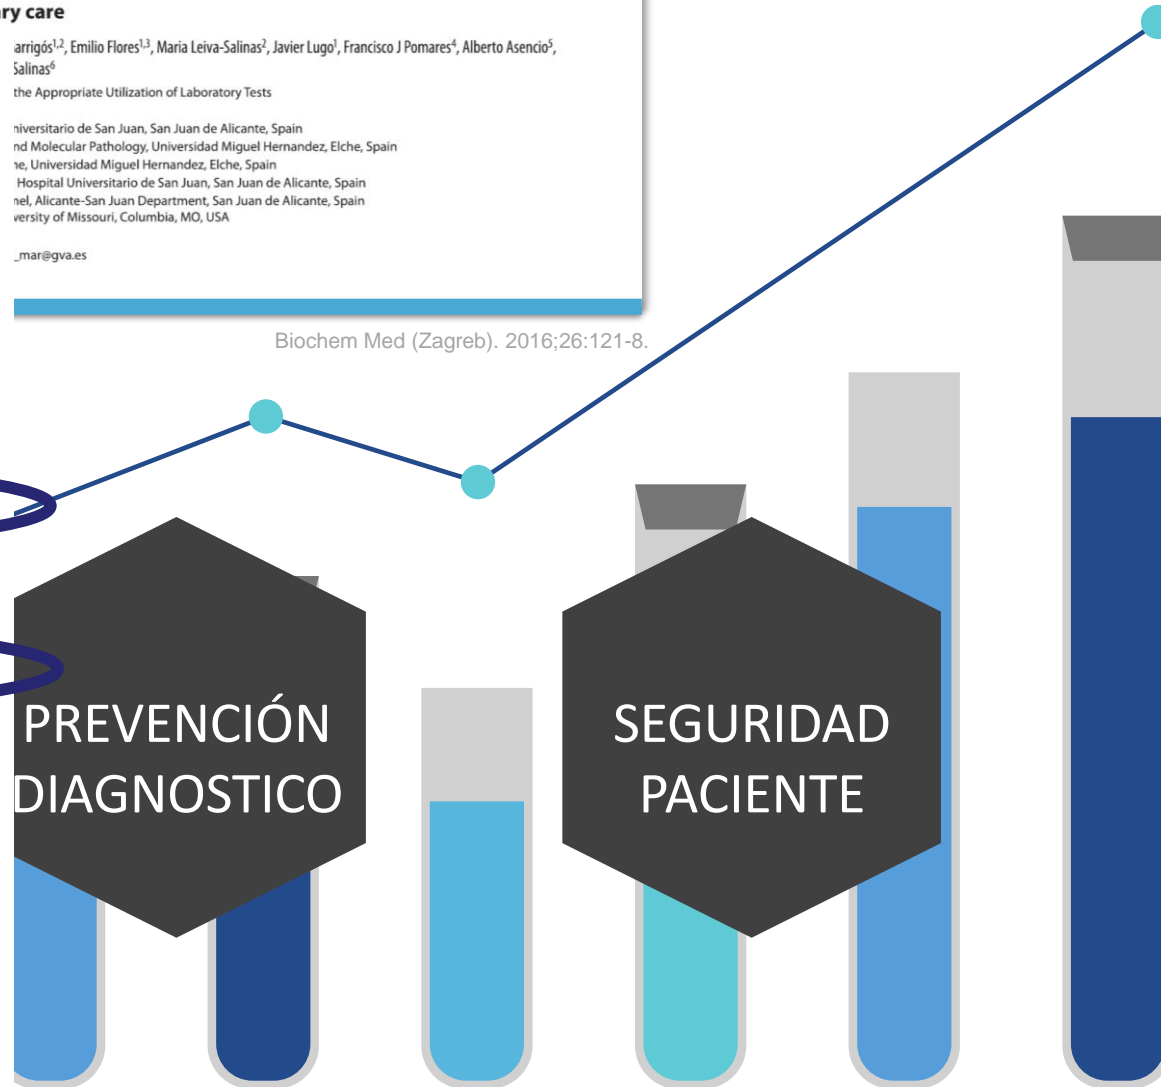 ry care
arrigós1,2, Emilio Flores1,3, Maria Leiva-Salinas2, Javier Lugo1, Francisco J Pomares4, Alberto Asencio5,
Salinas6
the Appropriate Utilization of Laboratory Tests
niversitario de San Juan, San Juan de Alicante, Spain
nd Molecular Pathology, Universidad Miguel Hernandez, Elche, Spain
ne, Universidad Miguel Hernandez, Elche, Spain
Hospital Universitario de San Juan, San Juan de Alicante, Spain
nel, Alicante-San Juan Department, San Juan de Alicante, Spain
versity of Missouri, Columbia, MO, USA
_mar@gva.es
Biochem Med (Zagreb). 2016;26:121-8.
PREVENCIÓN
DIAGNOSTICO
SEGURIDAD
PACIENTE